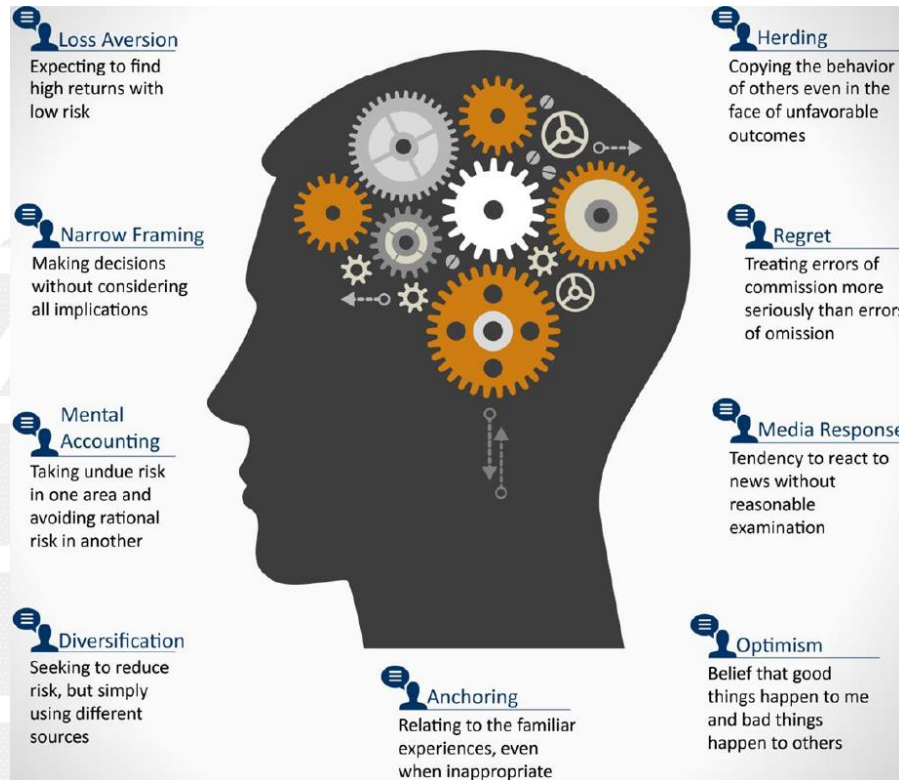 Loss Aversion
Expecting to find
high returns with
low risk
Narrow Framing
Making decisions
without considering
all implications
Mental
Accounting
Taking undue risk
in one area and
avoiding rational
risk in another
Diversification
Seeking to reduce
risk, but simply
using different
sources
Anchoring
Relating to the familiar
experiences, even
when inappropriate
Herding
Copying the behavior
of others even in the
face of unfavorable
outcomes
Regret
Treating errors of
commission more
seriously than errors
of omission
Media Response
Tendency to react to
news without
reasonable
examination
Optimism
Belief that good
things happen to me
and bad things
happen to others